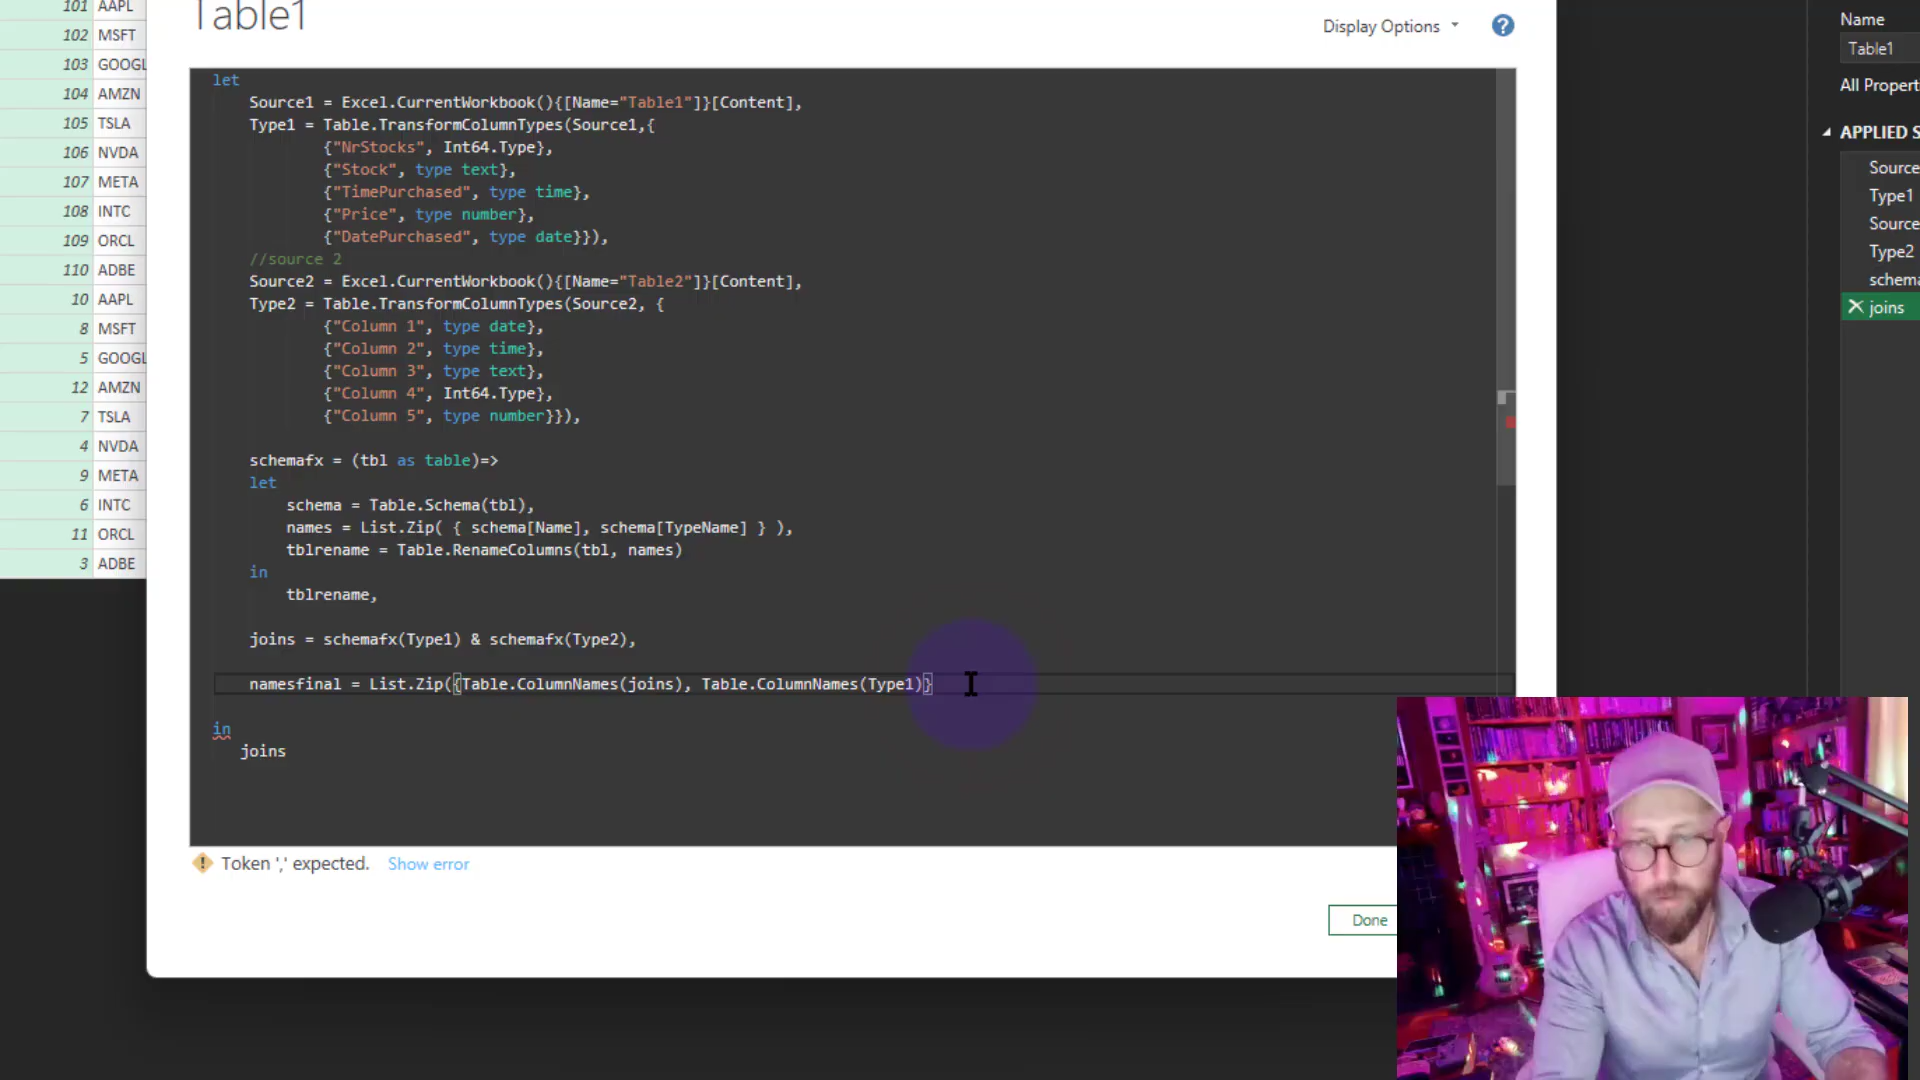 101 AAPL
102 MSFT
103 GOOGL
104 AMZN
105 TSLA
106 NVDA
107 META
108 INTC
109 ORCL
110 ADBE
10 AAPL
8 MSFT
5 GOOGL
12 AMZN
7 TSLA
4 NVDA
9 META
6 INTC
11 ORCL
3 ADBE
Table1
Display Options
?
let
Source1 = Excel.CurrentWorkbook(){[Name="Table1"]}[Content],
Type1 = Table.TransformColumnTypes(Source1,{
{"NrStocks", Int64.Type},
{"Stock", type text},
{"TimePurchased", type time},
{"Price", type number},
{"DatePurchased", type date}}),
//source 2
Source2 = Excel.CurrentWorkbook(){[Name="Table2"]}[Content],
Type2 = Table.TransformColumnTypes(Source2, {
{"Column 1", type date},
{"Column 2", type time},
{"Column 3", type text},
{"Column 4", Int64.Type},
{"Column 5", type number}}),
schemafx = (tbl as table)=>
let
schema = Table.Schema(tbl),
names = List.Zip( { schema[Name], schema[TypeName] } ),
tblrename = Table.RenameColumns(tbl, names)
in
tblrename,
joins = schemafx(Type1) & schemafx(Type2),
namesfinal = List.Zip({Table.ColumnNames(joins), Table.ColumnNames(Type1)}
in
joins
Token ',' expected. Show error
Done
Name
Table1
All Propert
APPLIED S
Source
Type1
Source
Type2
schema
joins